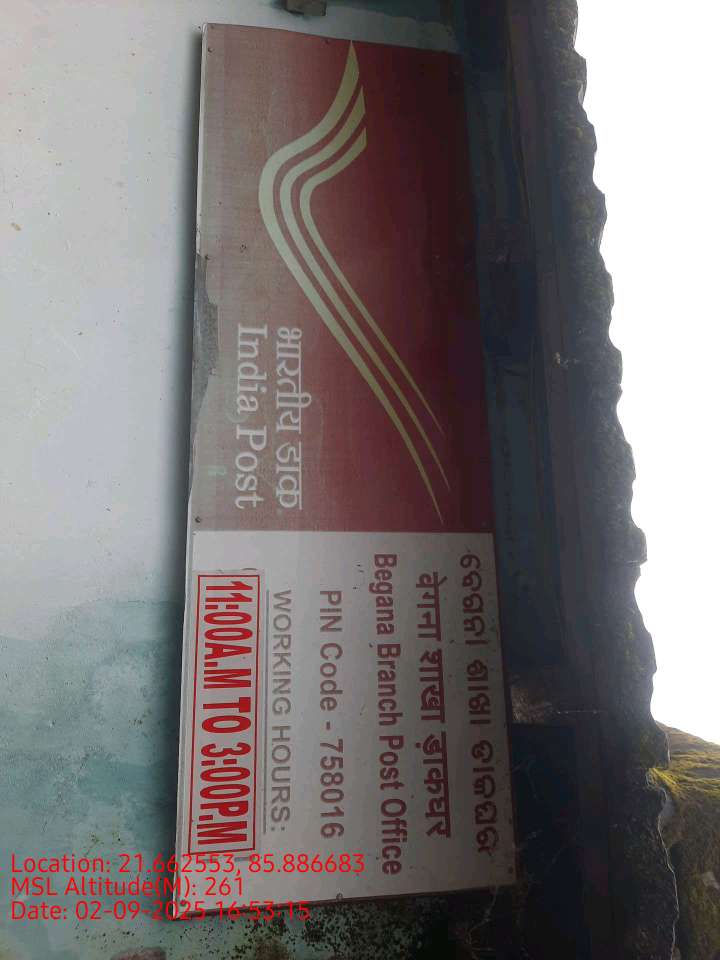 भारतीय डाक
India Post
ବେଗନା ଶାଖା ଡ଼ାକଘର
बेगना शाखा ड़ाकघर
Begana Branch Post Office
PIN Code - 758016
WORKING HOURS:
11:00A.M TO 3:00P.M
Location: 21.662553, 85.886683
MSL Altitude(M): 261
Date: 02-09-2025 16:53:15